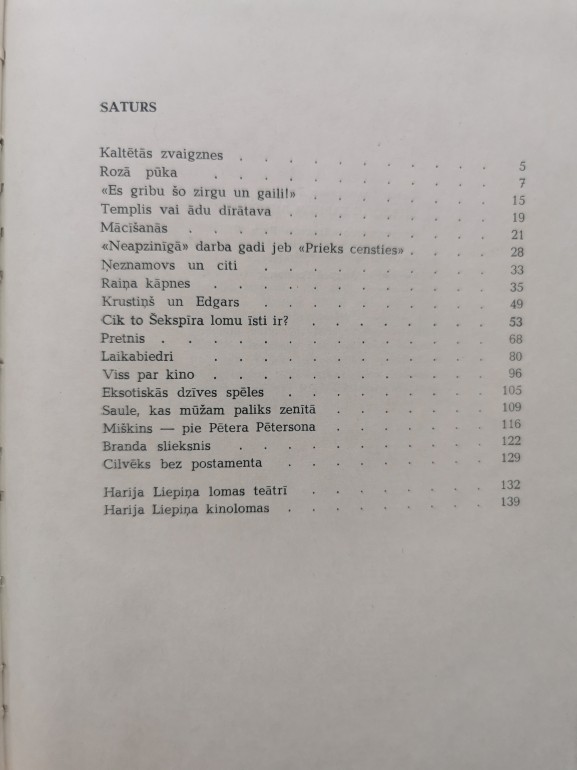 SATURS
Kaltētās zvaigznes . . . . . . . . . . 5
Rozā pūka . . . . . . . . . . . 7
«Es gribu šo zirgu un gaili!» . . . . . . . 15
Templis vai ādu dīrātava . . . . . . . . 19
Mācīšanās . . . . . . . . . . . . 21
«Neapzinīgā» darba gadi jeb «Prieks censties» . . . . 28
Ņeznamovs un citi . . . . . . . . . 33
Raiņa kāpnes . . . . . . . . . . . 35
Krustiņš un Edgars . . . . . . . . . 49
Cik to Šekspīra lomu īsti ir? . . . . . . . 53
Pretnis . . . . . . . . . . . . . 68
Laikabiedri . . . . . . . . . . . 80
Viss par kino . . . . . . . . . . . 96
Eksotiskās dzīves spēles . . . . . . . . 105
Saule, kas mūžam paliks zenītā . . . . . . 109
Miškins — pie Pētera Pētersona . . . . . . 116
Branda slieksnis . . . . . . . . . . 122
Cilvēks bez postamenta . . . . . . . . 129
Harija Liepiņa lomas teātrī . . . . . . . 132
Harija Liepiņa kinolomas . . . . . . . . 139